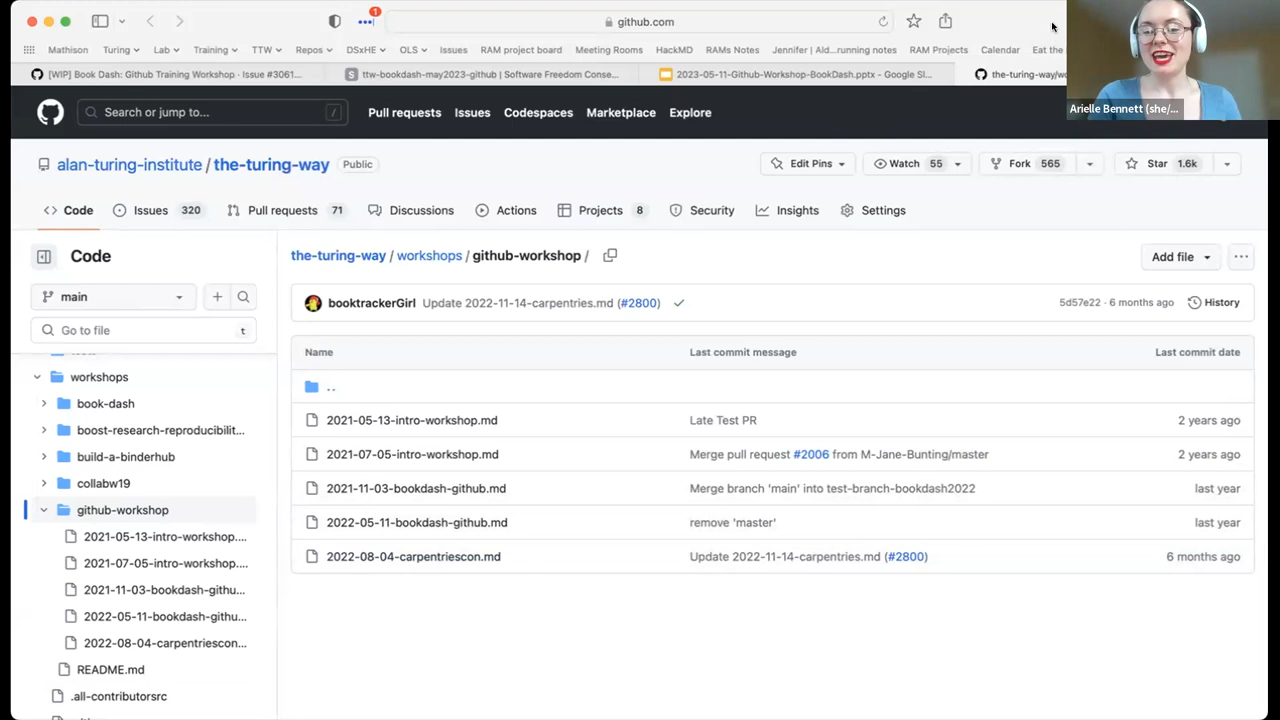 1
github.com
Mathison Turing Lab Training TTW Repos DSxHE OLS Issues RAM project board Meeting Rooms HackMD RAMs Notes Jennifer | Ald...running notes RAM Projects Calendar Eat the
[WIP] Book Dash: Github Training Workshop · Issue #3061... ttw-bookdash-may2023-github | Software Freedom Conse... 2023-05-11-Github-Workshop-BookDash.pptx - Google Sl... the-turing-way/wo
Arielle Bennett (she/...
Search or jump to... / Pull requests Issues Codespaces Marketplace Explore
alan-turing-institute / the-turing-way Public Edit Pins Watch 55 Fork 565 Star 1.6k
Code Issues 320 Pull requests 71 Discussions Actions Projects 8 Security Insights Settings
Code
the-turing-way / workshops / github-workshop / Add file ...
main
booktrackerGirl Update 2022-11-14-carpentries.md (#2800) 5d57e22 · 6 months ago History
Go to file t
Name Last commit message Last commit date
..
2021-05-13-intro-workshop.md Late Test PR 2 years ago
2021-07-05-intro-workshop.md Merge pull request #2006 from M-Jane-Bunting/master 2 years ago
2021-11-03-bookdash-github.md Merge branch 'main' into test-branch-bookdash2022 last year
2022-05-11-bookdash-github.md remove 'master' last year
2022-08-04-carpentriescon.md Update 2022-11-14-carpentries.md (#2800) 6 months ago
workshops
book-dash
boost-research-reproducibilit...
build-a-binderhub
collabw19
github-workshop
2021-05-13-intro-workshop....
2021-07-05-intro-workshop....
2021-11-03-bookdash-githu...
2022-05-11-bookdash-githu...
2022-08-04-carpentriescon...
README.md
.all-contributorsrc